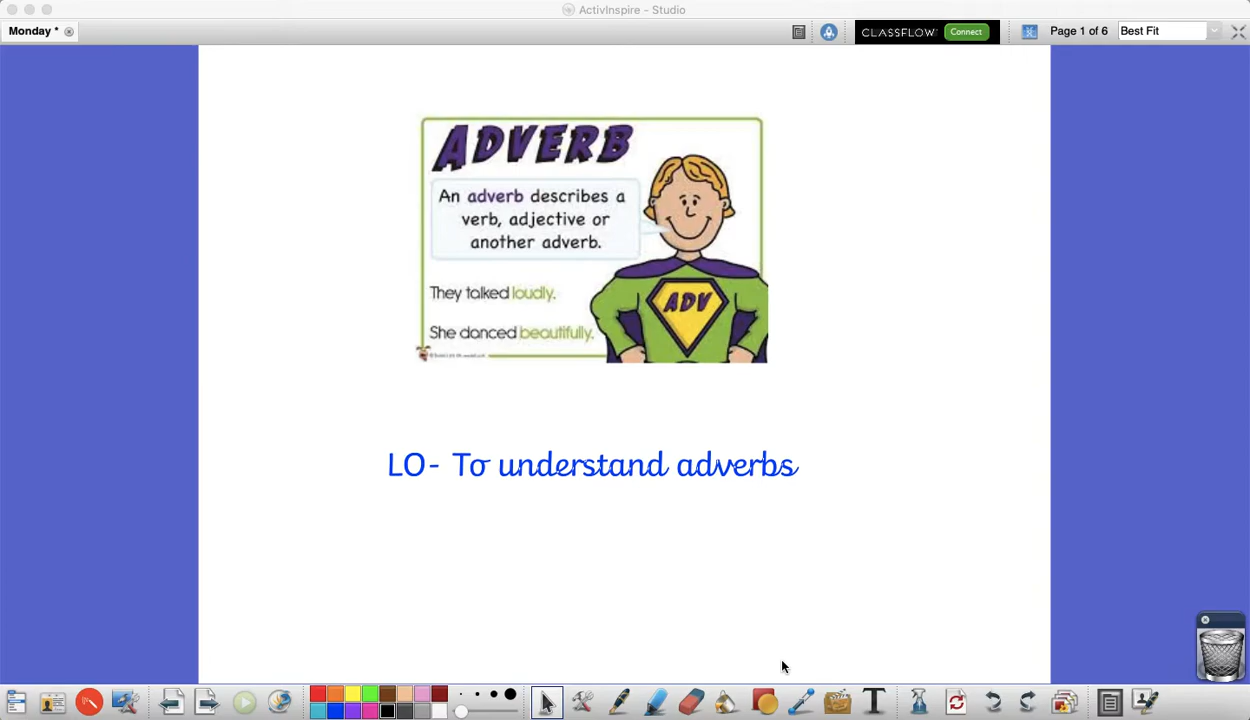 ActivInspire - Studio
Monday *
CLASSFLOW Connect
Page 1 of 6
Best Fit
ADVERB
An adverb describes a
verb, adjective or
another adverb.
They talked loudly.
She danced beautifully.
ADV
LO- To understand adverbs
T